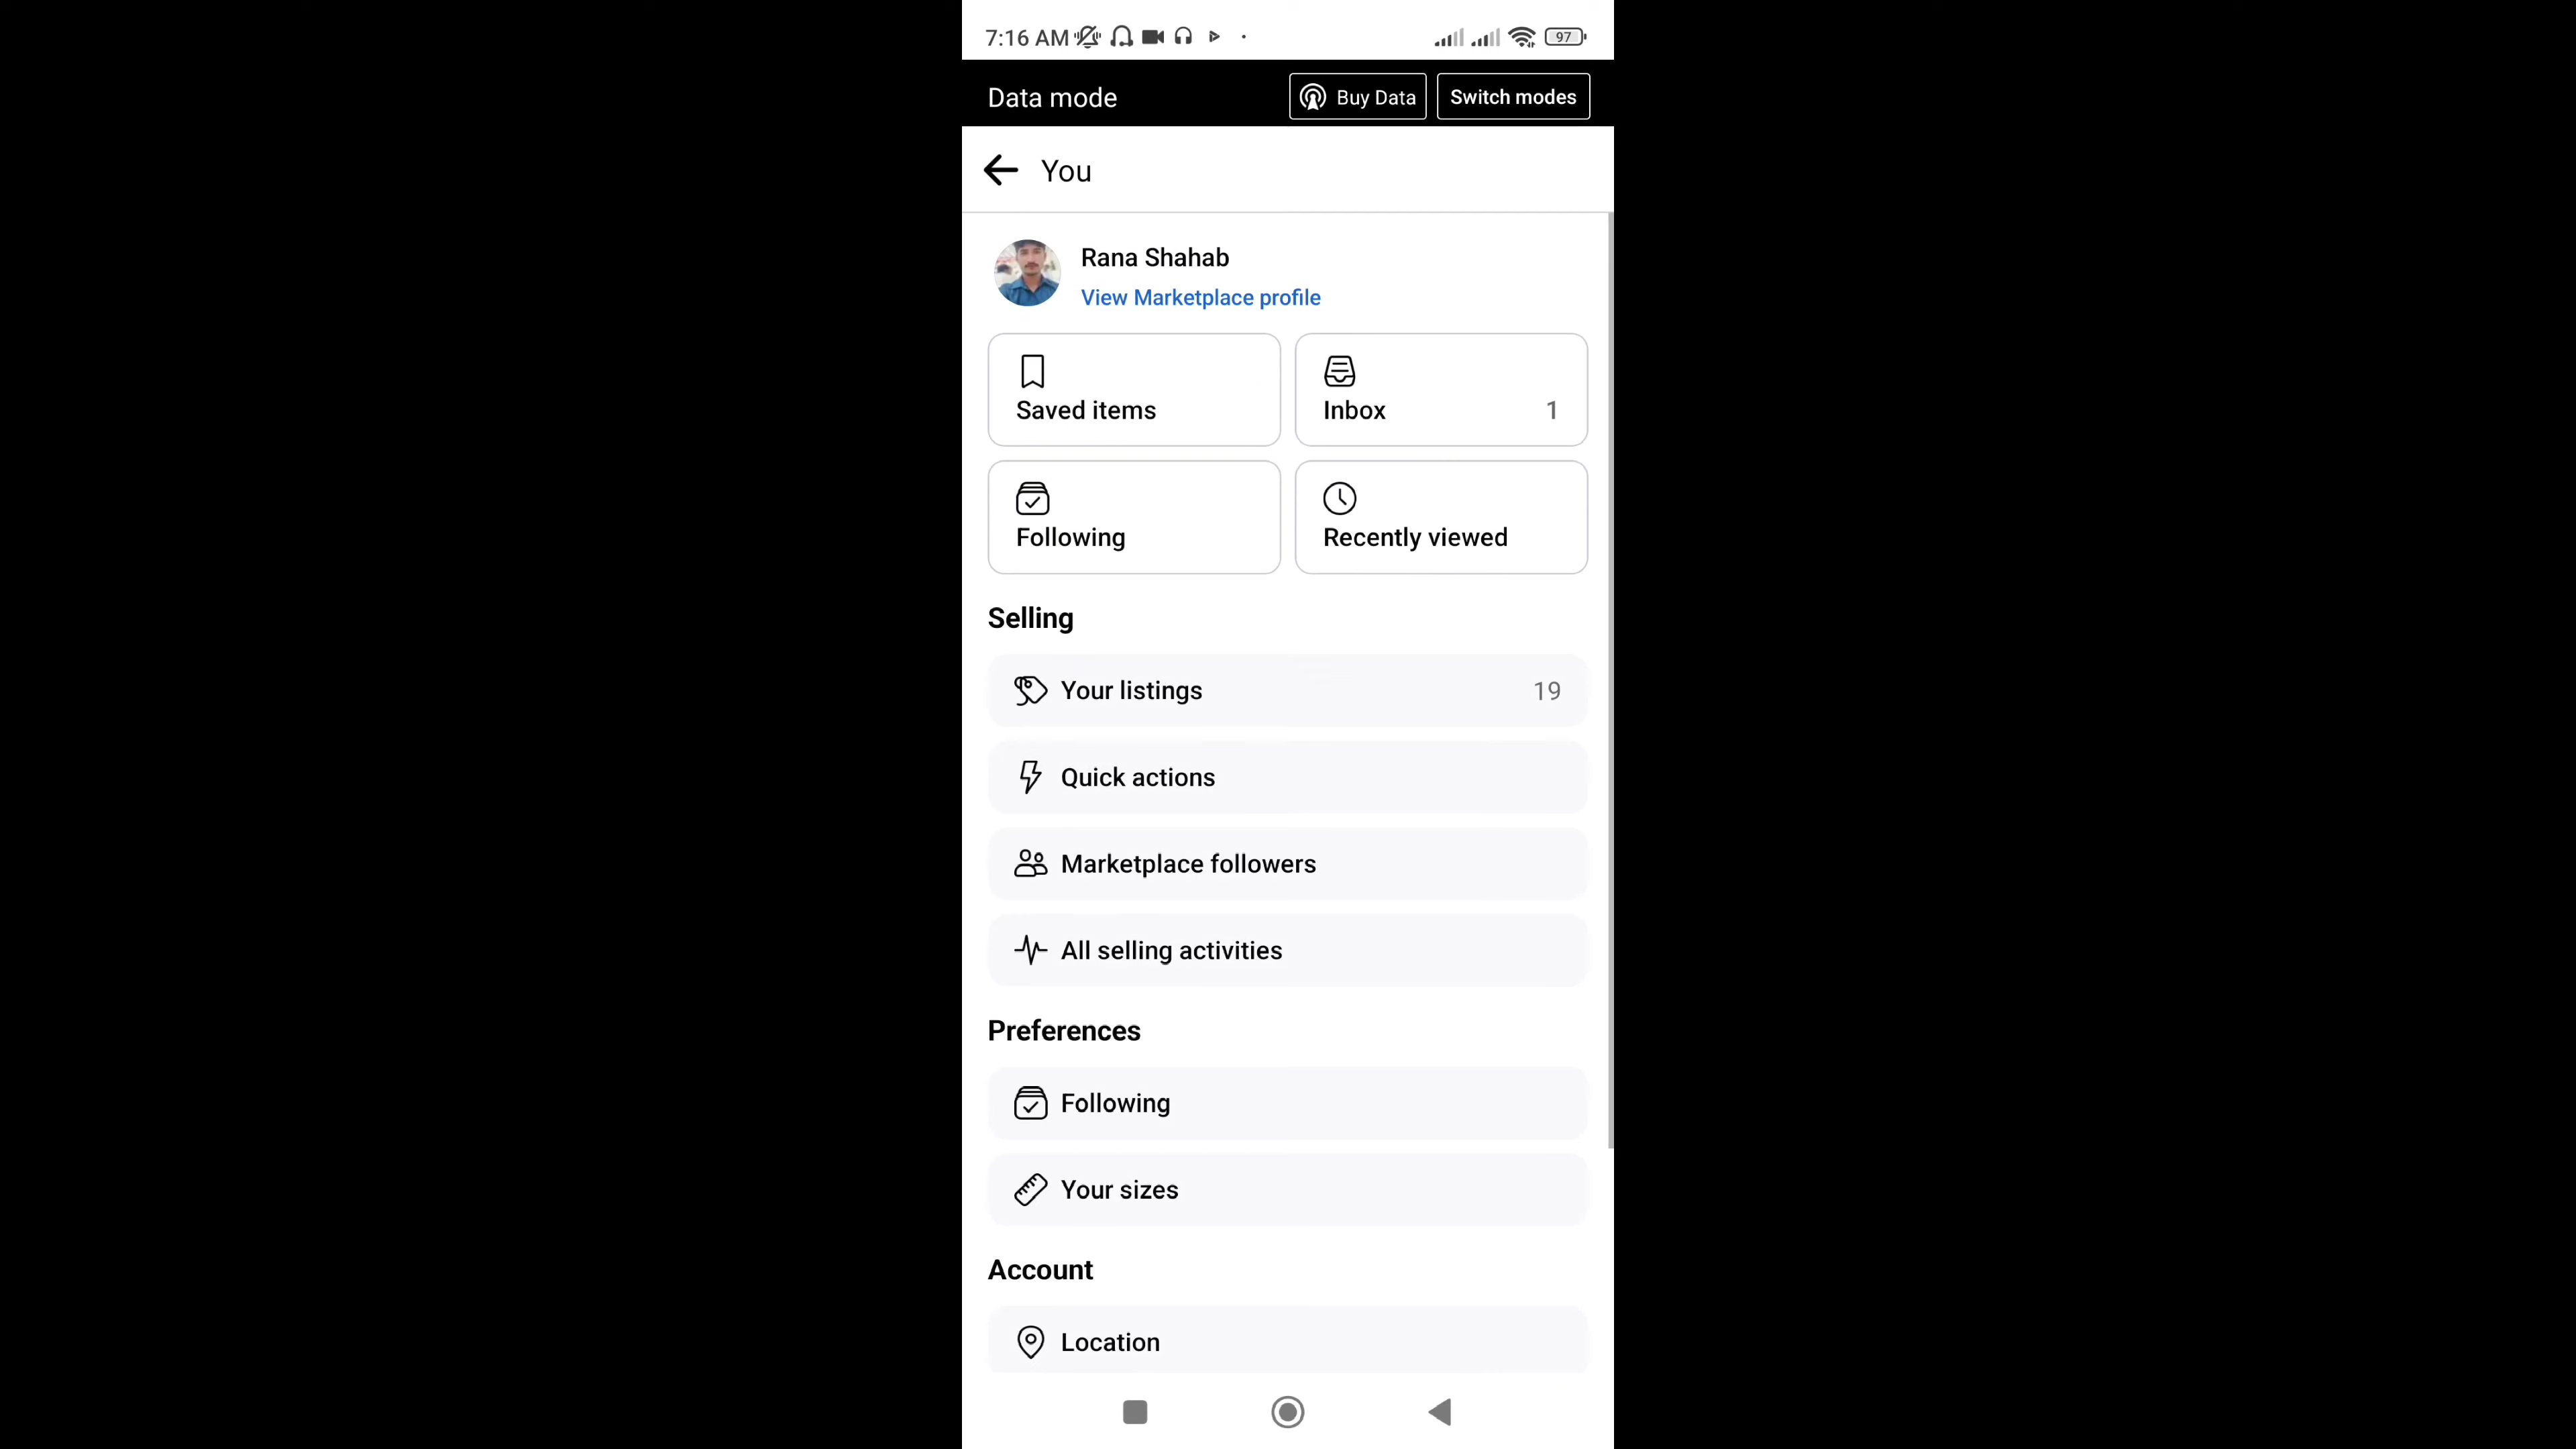 7:16 AM 97
Data mode Buy Data Switch modes
You
Rana Shahab
View Marketplace profile
Saved items
Inbox 1
Following
Recently viewed
Selling
Your listings 19
Quick actions
Marketplace followers
All selling activities
Preferences
Following
Your sizes
Account
Location